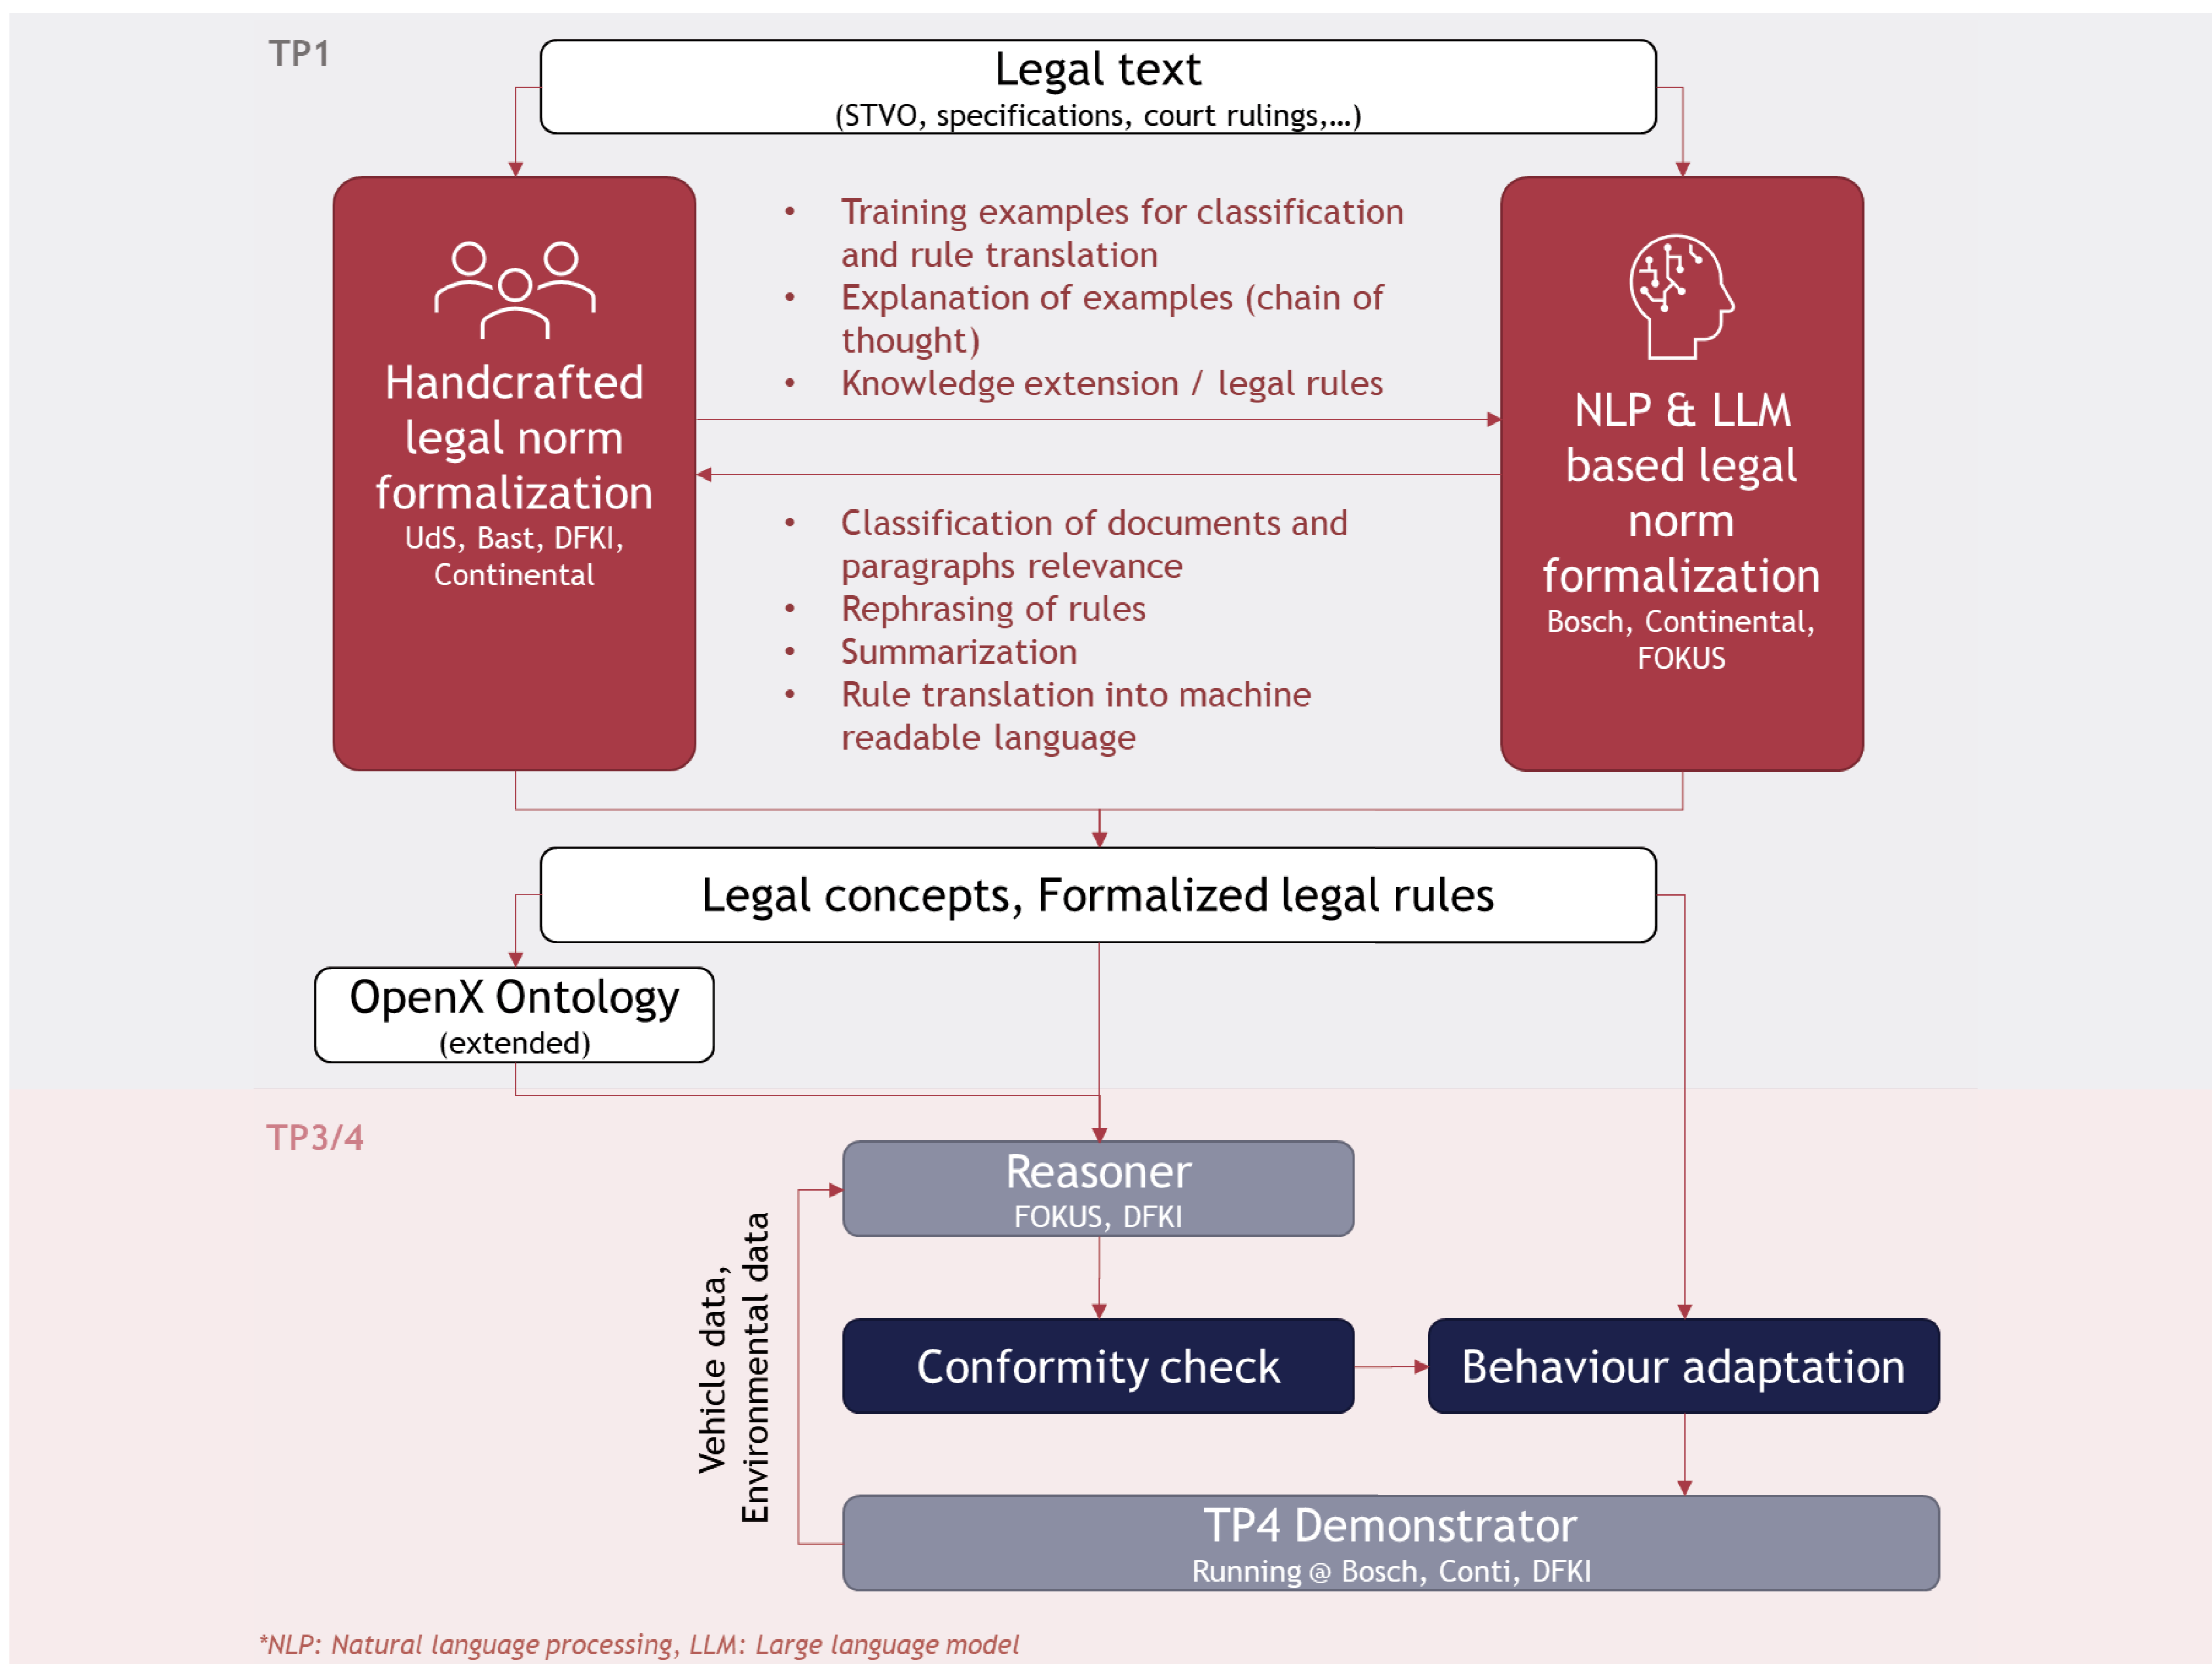 TP1
Legal text
(STVO, specifications, court rulings,...)
Handcrafted
legal norm
formalization
UdS, Bast, DFKI,
Continental
• Training examples for classification
and rule translation
• Explanation of examples (chain of
thought)
• Knowledge extension / legal rules
• Classification of documents and
paragraphs relevance
• Rephrasing of rules
• Summarization
• Rule translation into machine
readable language
NLP & LLM
based legal
norm
formalization
Bosch, Continental,
FOKUS
Legal concepts, Formalized legal rules
OpenX Ontology
(extended)
TP3/4
Reasoner
FOKUS, DFKI
Vehicle data,
Environmental data
Conformity check
Behaviour adaptation
TP4 Demonstrator
Running @ Bosch, Conti, DFKI
*NLP: Natural language processing, LLM: Large language model